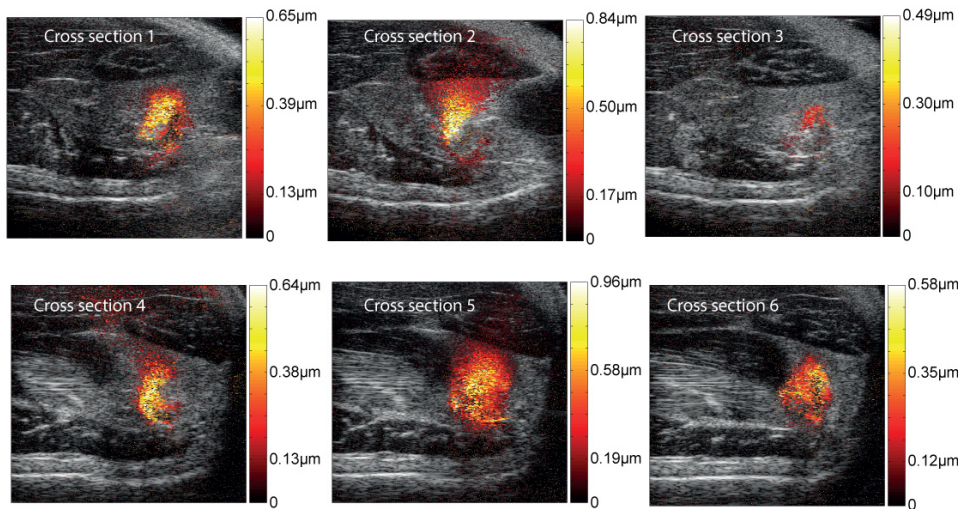 Cross section 1
0.65µm
0.39µm
0.13µm
0
Cross section 2
0.84µm
0.50µm
0.17µm
0
Cross section 3
0.49µm
0.30µm
0.10µm
0
Cross section 4
0.64µm
0.38µm
0.13µm
0
Cross section 5
0.96µm
0.58µm
0.19µm
0
Cross section 6
0.58µm
0.35µm
0.12µm
0